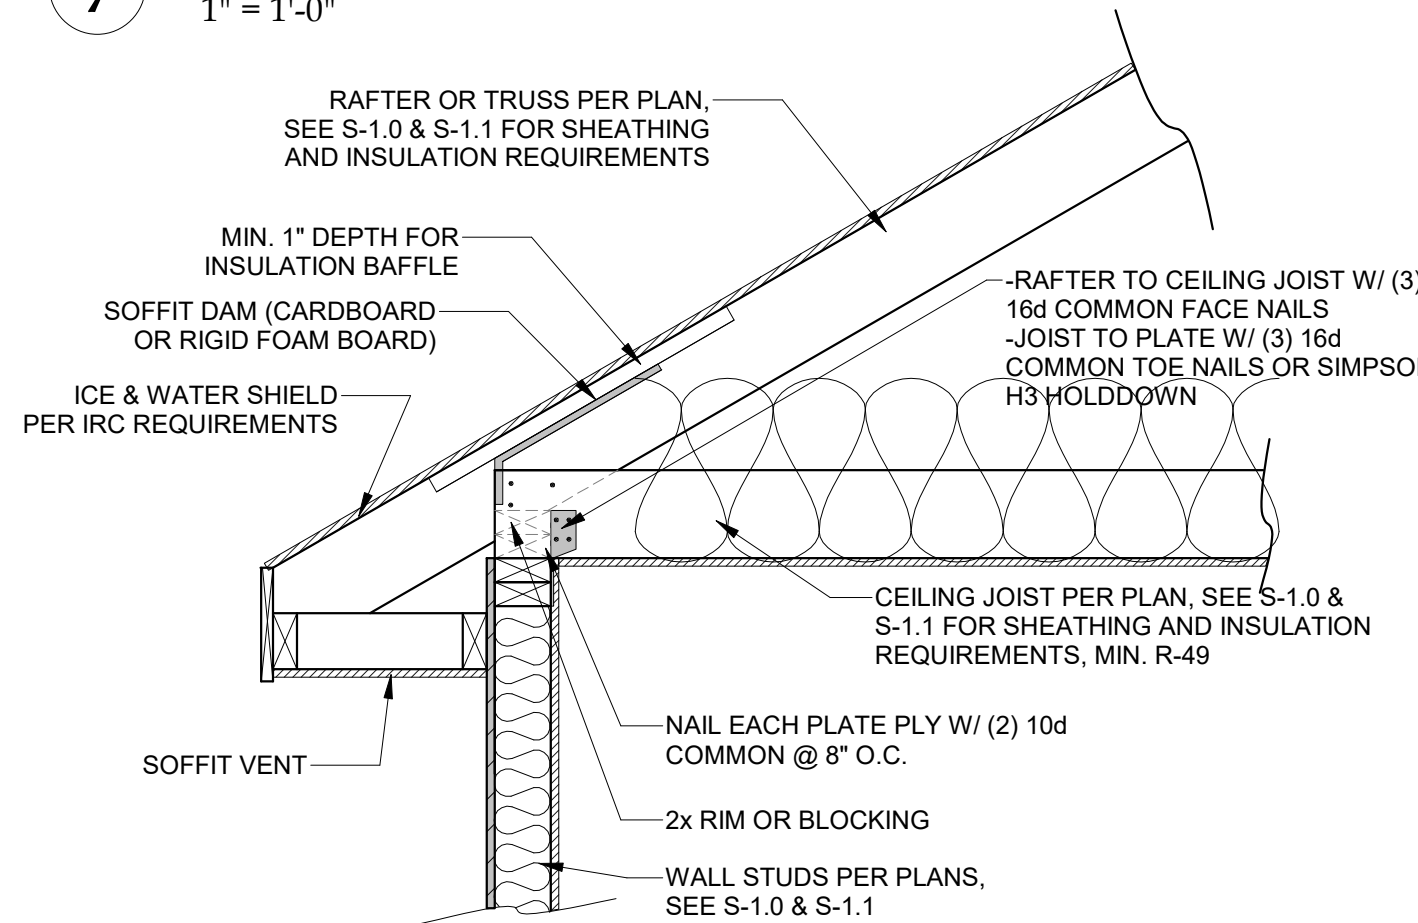 1" = 1'-0"
RAFTER OR TRUSS PER PLAN,
SEE S-1.0 & S-1.1 FOR SHEATHING
AND INSULATION REQUIREMENTS
MIN. 1" DEPTH FOR
INSULATION BAFFLE
SOFFIT DAM (CARDBOARD
OR RIGID FOAM BOARD)
ICE & WATER SHIELD
PER IRC REQUIREMENTS
-RAFTER TO CEILING JOIST W/ (3)
16d COMMON FACE NAILS
-JOIST TO PLATE W/ (3) 16d
COMMON TOE NAILS OR SIMPSON
H3 HOLDDOWN
CEILING JOIST PER PLAN, SEE S-1.0 &
S-1.1 FOR SHEATHING AND INSULATION
REQUIREMENTS, MIN. R-49
NAIL EACH PLATE PLY W/ (2) 10d
COMMON @ 8" O.C.
SOFFIT VENT
2x RIM OR BLOCKING
WALL STUDS PER PLANS,
SEE S-1.0 & S-1.1